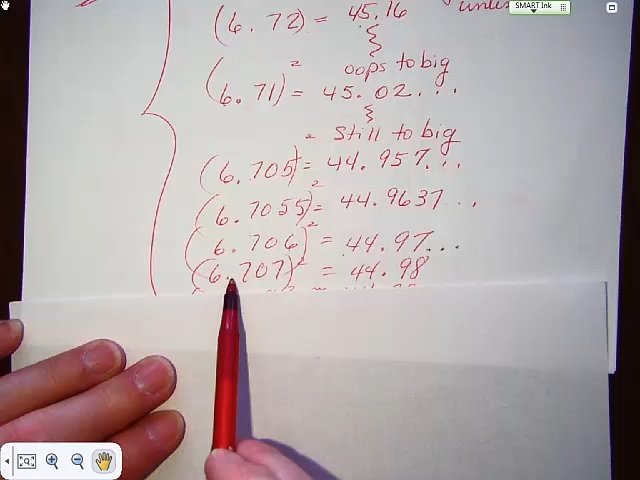 unles
SMART Ink
(6.72) = 45.16
oops to big
(6.71)² = 45.02...
= Still to big
(6.705)² = 44.957...
(6.7055)² = 44.9637...
(6.706)² = 44.97...
(6.707)² = 44.98